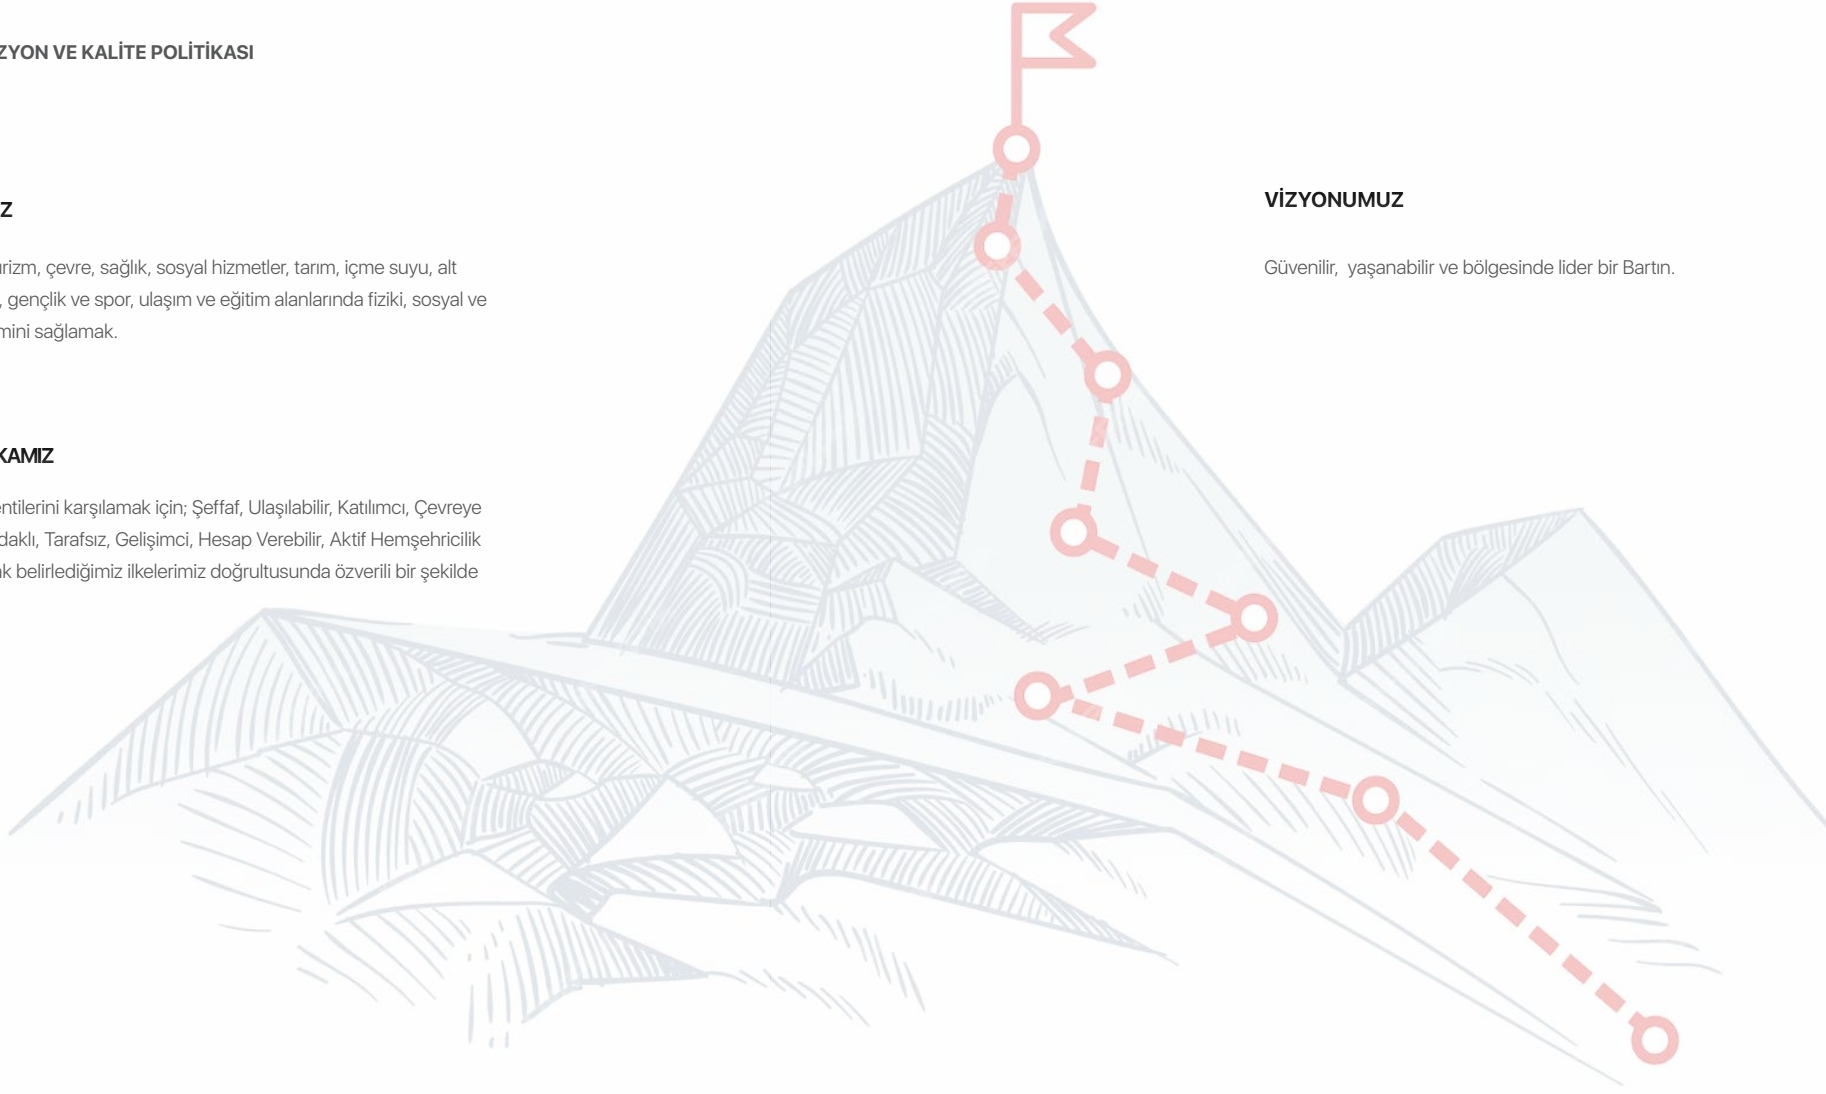 ZYON VE KALİTE POLİTİKASI
Z
rizm, çevre, sağlık, sosyal hizmetler, tarım, içme suyu, alt
, gençlik ve spor, ulaşım ve eğitim alanlarında fiziki, sosyal ve
mini sağlamak.
KAMIZ
entilerini karşılamak için; Şeffaf, Ulaşılabilir, Katılımcı, Çevreye
daklı, Tarafsız, Gelişimci, Hesap Verebilir, Aktif Hemşehricilik
ak belirlediğimiz ilkelerimiz doğrultusunda özverili bir şekilde
VİZYONUMUZ
Güvenilir, yaşanabilir ve bölgesinde lider bir Bartın.